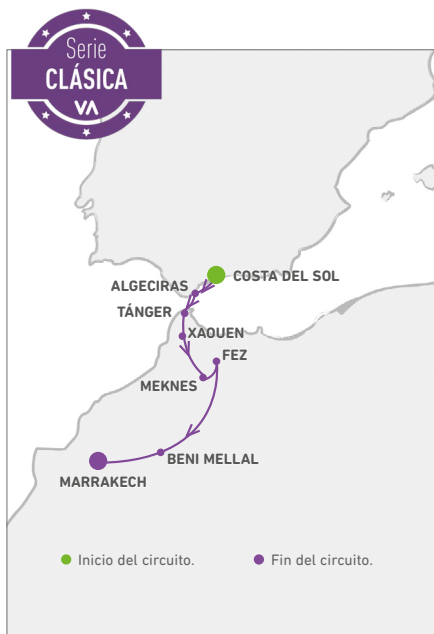 Serie
CLÁSICA
VA
COSTA DEL SOL
ALGECIRAS
TÁNGER
XAOUEN
FEZ
MEKNES
BENI MELLAL
MARRAKECH
Inicio del circuito.
Fin del circuito.